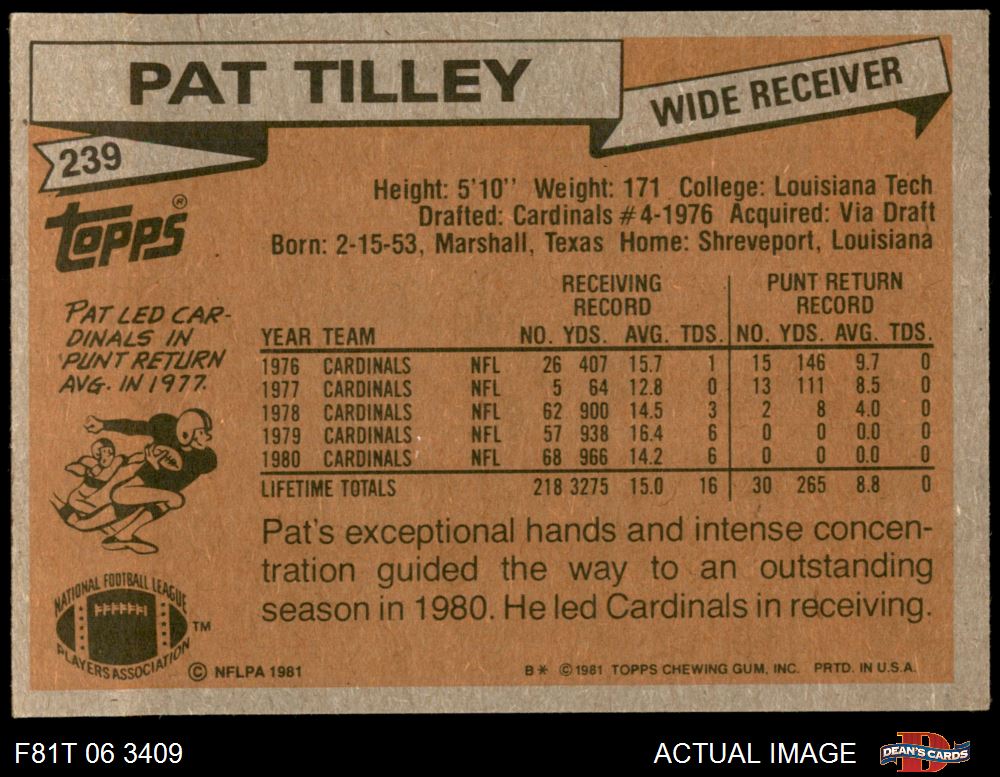 PAT TILLEY
WIDE RECEIVER
239
TOPPS®
Height: 5'10'' Weight: 171 College: Louisiana Tech
Drafted: Cardinals #4-1976 Acquired: Via Draft
Born: 2-15-53, Marshall, Texas Home: Shreveport, Louisiana
PAT LED CAR-
DINALS IN
PUNT RETURN
AVG. IN 1977.
RECEIVING PUNT RETURN
RECORD RECORD
YEAR TEAM NO. YDS. AVG. TDS. NO. YDS. AVG. TDS.
1976 CARDINALS NFL 26 407 15.7 1 15 146 9.7 0
1977 CARDINALS NFL 5 64 12.8 0 13 111 8.5 0
1978 CARDINALS NFL 62 900 14.5 3 2 8 4.0 0
1979 CARDINALS NFL 57 938 16.4 6 0 0 0.0 0
1980 CARDINALS NFL 68 966 14.2 6 0 0 0.0 0
LIFETIME TOTALS 218 3275 15.0 16 30 265 8.8 0
Pat's exceptional hands and intense concen-
tration guided the way to an outstanding
season in 1980. He led Cardinals in receiving.
NATIONAL FOOTBALL LEAGUE
PLAYERS ASSOCIATION
TM
© NFLPA 1981
B* © 1981 TOPPS CHEWING GUM, INC. PRTD. IN U.S.A.
F81T 06 3409
ACTUAL IMAGE
DEAN'S CARDS